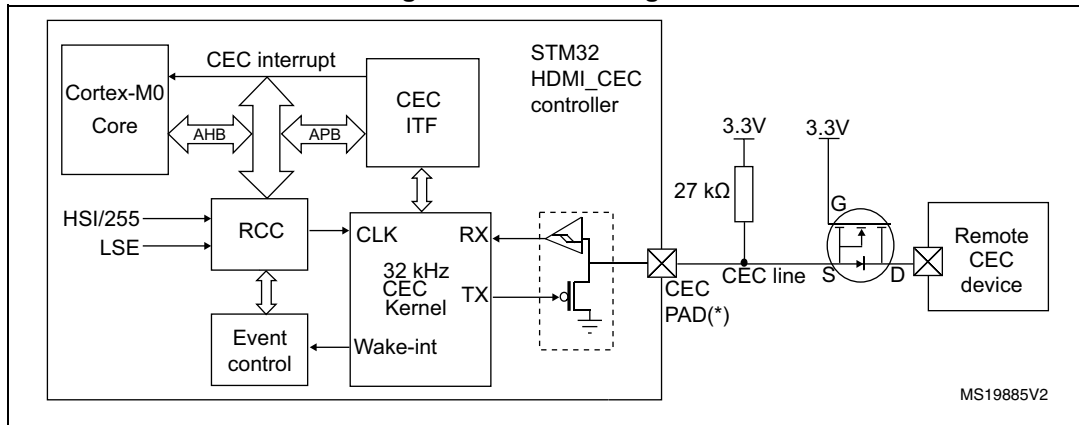 CEC interrupt
Cortex-M0
Core
AHB
APB
CEC
ITF
STM32
HDMI_CEC
controller
3.3V
3.3V
27 kΩ
HSI/255
LSE
RCC
CLK
RX
32 kHz
CEC
Kernel
TX
Wake-int
Event
control
CEC
PAD(*)
CEC line
G
S
D
Remote
CEC
device
MS19885V2